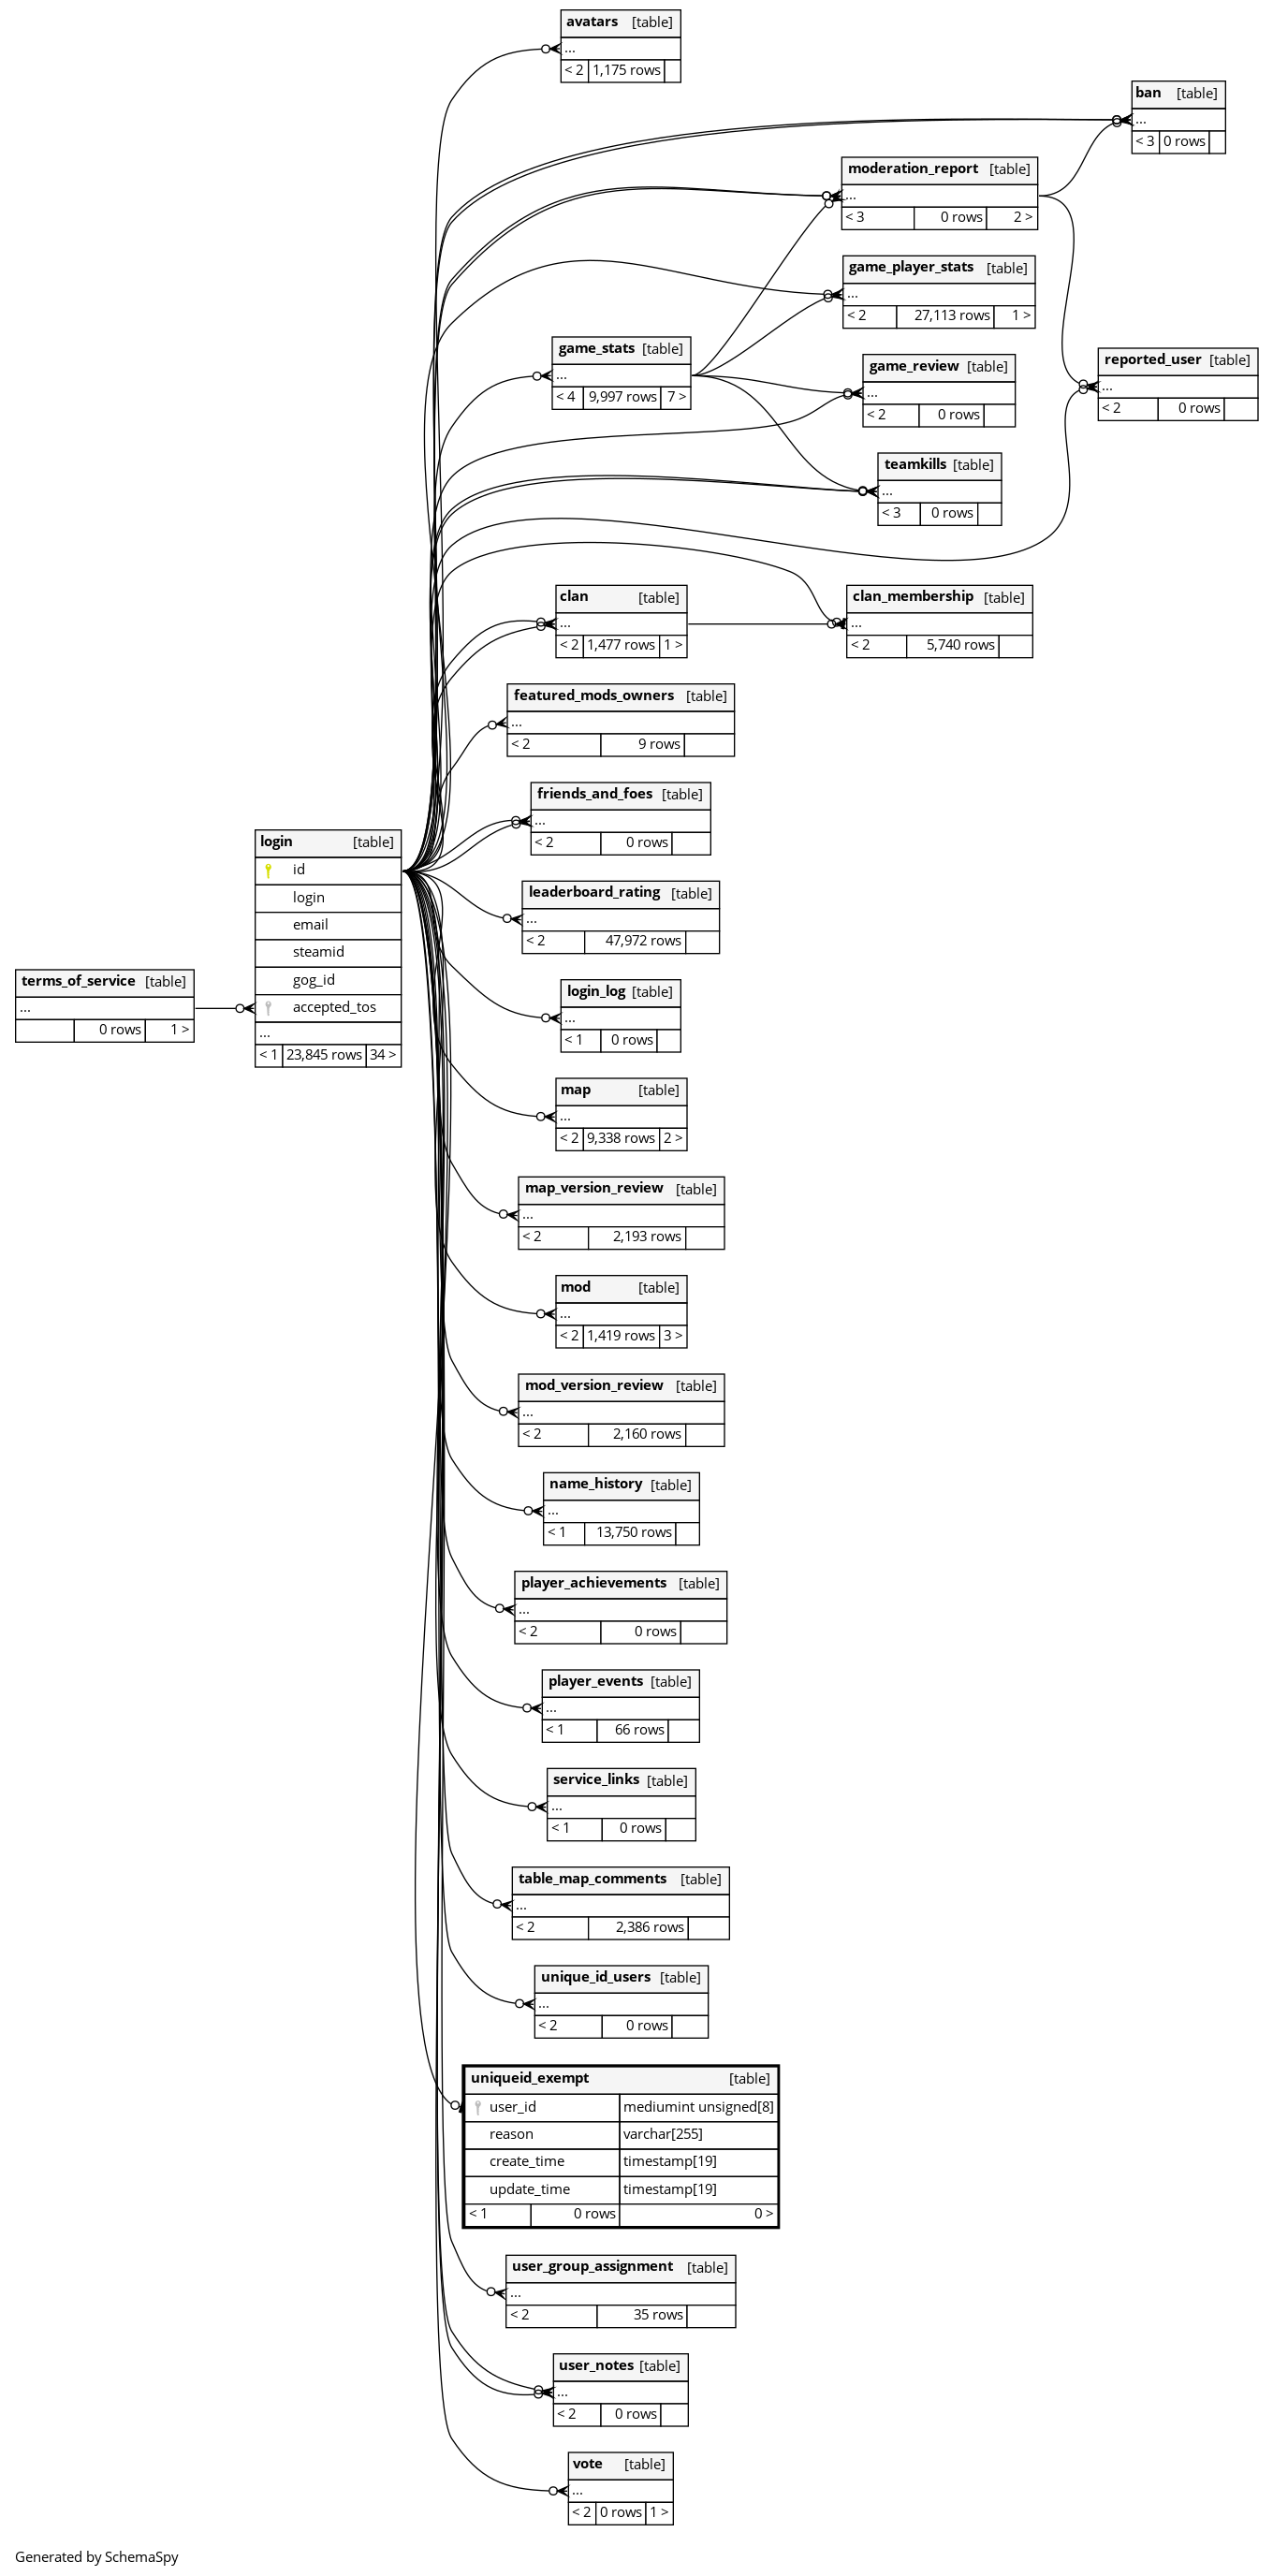 avatars [table]
...
< 2 1,175 rows
ban [table]
...
< 3 0 rows
moderation_report [table]
...
< 3 0 rows 2 >
game_player_stats [table]
...
< 2 27,113 rows 1 >
game_stats [table]
...
< 4 9,997 rows 7 >
game_review [table]
...
< 2 0 rows
reported_user [table]
...
< 2 0 rows
teamkills [table]
...
< 3 0 rows
clan [table]
...
< 2 1,477 rows 1 >
clan_membership [table]
...
< 2 5,740 rows
featured_mods_owners [table]
...
< 2 9 rows
friends_and_foes [table]
...
< 2 0 rows
login [table]
id
login
email
steamid
gog_id
accepted_tos
...
< 1 23,845 rows 34 >
leaderboard_rating [table]
...
< 2 47,972 rows
terms_of_service [table]
...
0 rows 1 >
login_log [table]
...
< 1 0 rows
map [table]
...
< 2 9,338 rows 2 >
map_version_review [table]
...
< 2 2,193 rows
mod [table]
...
< 2 1,419 rows 3 >
mod_version_review [table]
...
< 2 2,160 rows
name_history [table]
...
< 1 13,750 rows
player_achievements [table]
...
< 2 0 rows
player_events [table]
...
< 1 66 rows
service_links [table]
...
< 1 0 rows
table_map_comments [table]
...
< 2 2,386 rows
unique_id_users [table]
...
< 2 0 rows
uniqueid_exempt [table]
user_id mediumint unsigned[8]
reason varchar[255]
create_time timestamp[19]
update_time timestamp[19]
< 1 0 rows 0 >
user_group_assignment [table]
...
< 2 35 rows
user_notes [table]
...
< 2 0 rows
vote [table]
...
< 2 0 rows 1 >
Generated by SchemaSpy